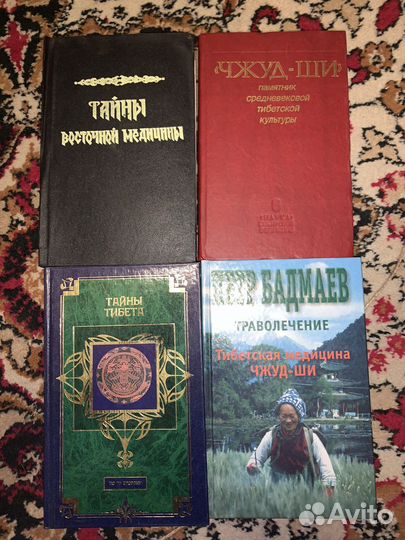 ТАЙНЫ
ВОСТОЧНОЙ МЕДИЦИНЫ
«ЧЖУД-ШИ»
памятник
средневековой
тибетской
культуры
ТАЙНЫ
ТИБЕТА
ПЕТР БАДМАЕВ
ТРАВОЛЕЧЕНИЕ
Тибетская медицина
ЧЖУД-ШИ
Avito